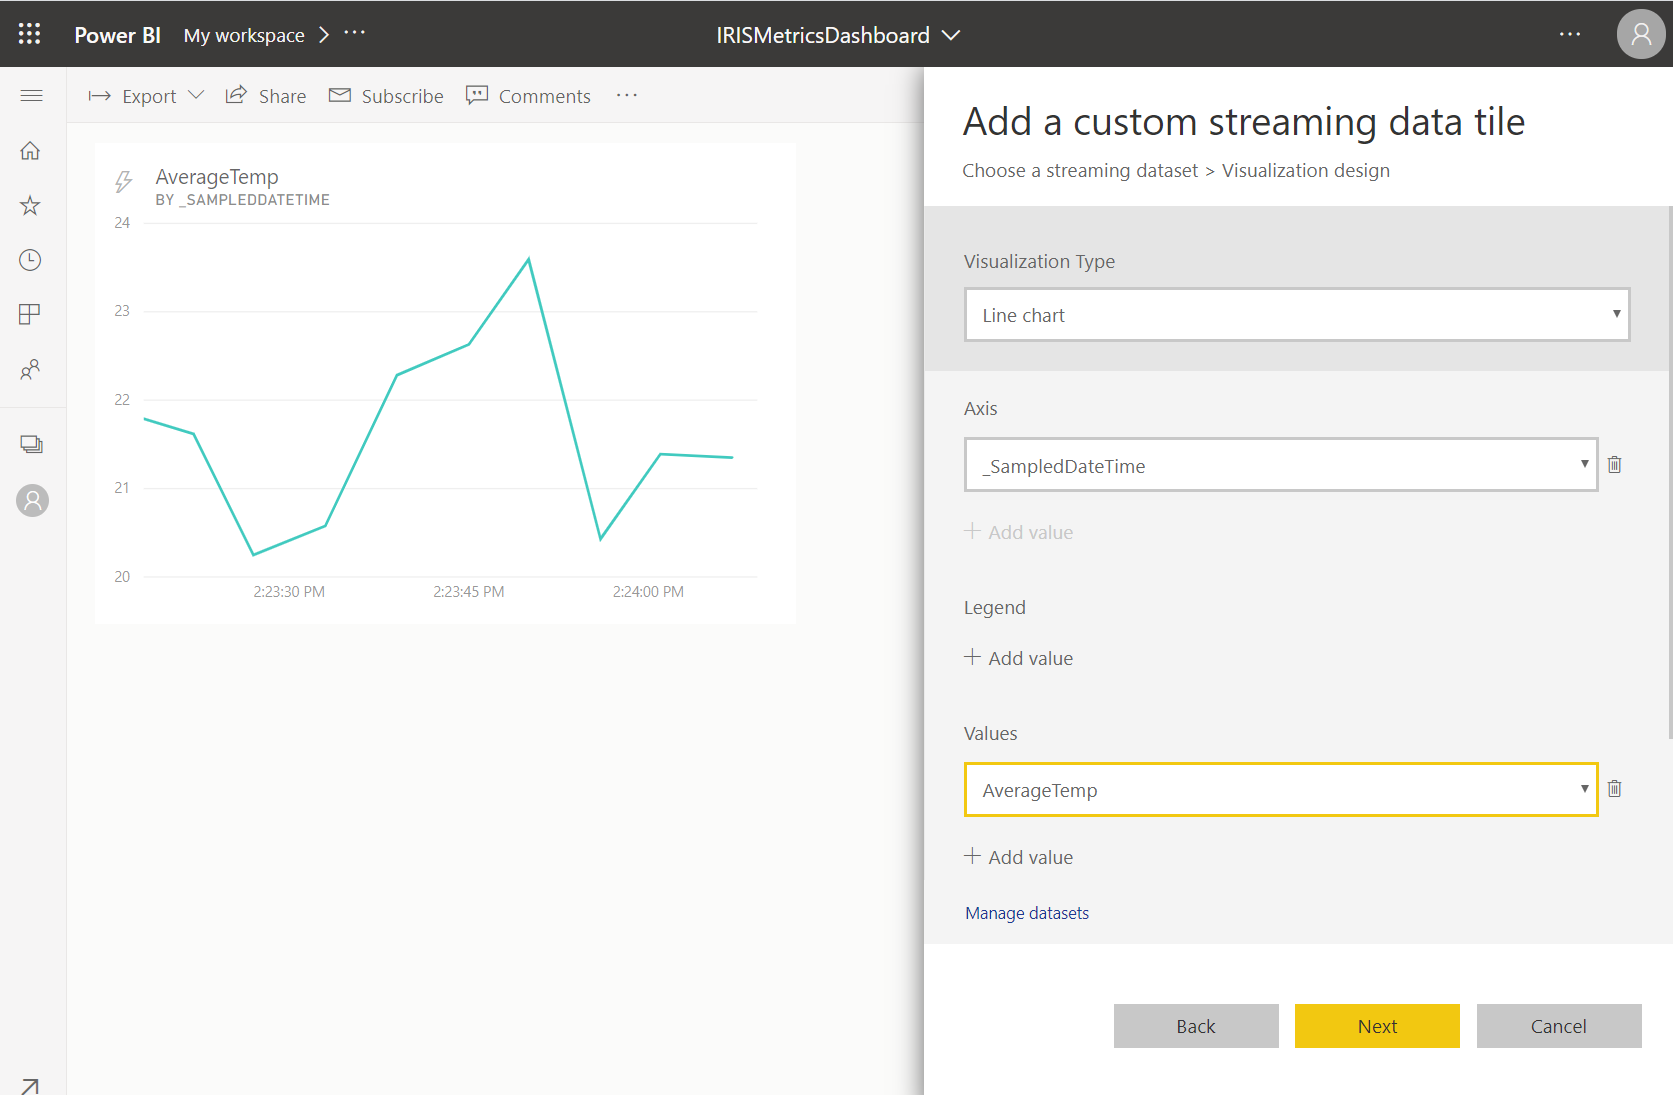 Power BI My workspace > ... IRISMetricsDashboard ...
Export Share Subscribe Comments ...
AverageTemp
BY _SAMPLEDDATETIME
24
23
22
21
20
2:23:30 PM 2:23:45 PM 2:24:00 PM
Add a custom streaming data tile
Choose a streaming dataset > Visualization design
Visualization Type
Line chart
Axis
_SampledDateTime
+ Add value
Legend
+ Add value
Values
AverageTemp
+ Add value
Manage datasets
Back Next Cancel